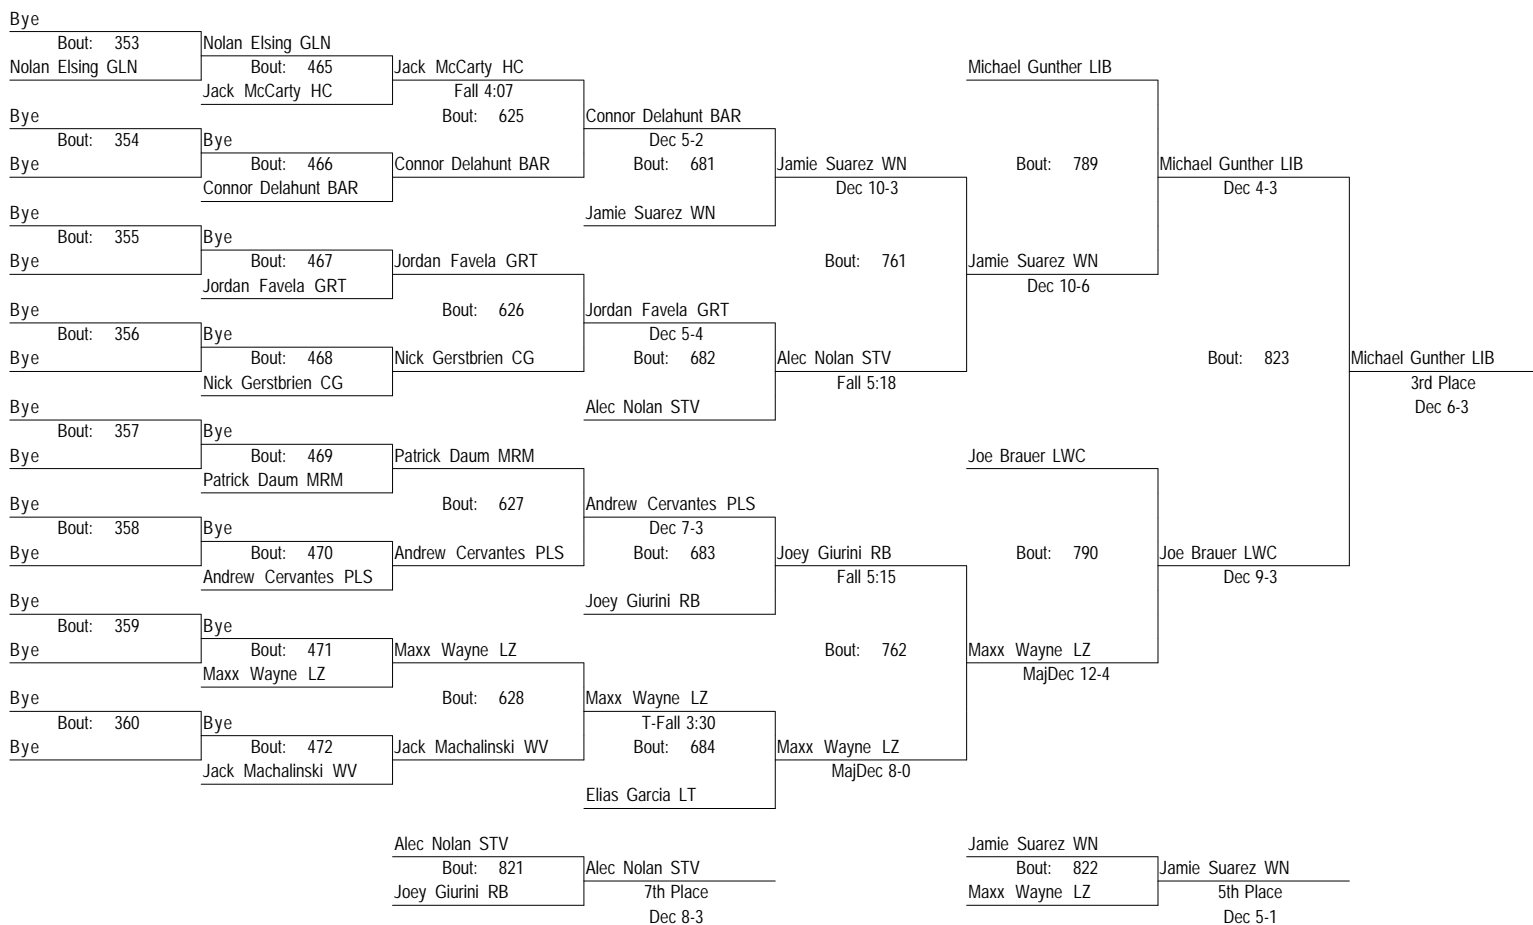 Bye
Bout: 353 Nolan Elsing GLN
Nolan Elsing GLN Bout: 465 Jack McCarty HC Michael Gunther LIB
Jack McCarty HC Fall 4:07
Bye Bout: 625 Connor Delahunt BAR
Bout: 354 Bye Dec 5-2
Bye Bout: 466 Connor Delahunt BAR Bout: 681 Jamie Suarez WN Bout: 789 Michael Gunther LIB
Connor Delahunt BAR Dec 10-3 Dec 4-3
Bye Jamie Suarez WN
Bout: 355 Bye
Bye Bout: 467 Jordan Favela GRT Bout: 761 Jamie Suarez WN
Jordan Favela GRT Dec 10-6
Bye Bout: 626 Jordan Favela GRT
Bout: 356 Bye Dec 5-4
Bye Bout: 468 Nick Gerstbrien CG Bout: 682 Alec Nolan STV Bout: 823 Michael Gunther LIB
Nick Gerstbrien CG Fall 5:18 3rd Place
Bye Alec Nolan STV Dec 6-3
Bout: 357 Bye
Bye Bout: 469 Patrick Daum MRM Joe Brauer LWC
Patrick Daum MRM
Bye Bout: 627 Andrew Cervantes PLS
Bout: 358 Bye Dec 7-3
Bye Bout: 470 Andrew Cervantes PLS Bout: 683 Joey Giurini RB Bout: 790 Joe Brauer LWC
Andrew Cervantes PLS Fall 5:15 Dec 9-3
Bye Joey Giurini RB
Bout: 359 Bye
Bye Bout: 471 Maxx Wayne LZ Bout: 762 Maxx Wayne LZ
Maxx Wayne LZ MajDec 12-4
Bye Bout: 628 Maxx Wayne LZ
Bout: 360 Bye T-Fall 3:30
Bye Bout: 472 Jack Machalinski WV Bout: 684 Maxx Wayne LZ
Jack Machalinski WV MajDec 8-0
Elias Garcia LT
Alec Nolan STV Jamie Suarez WN
Bout: 821 Alec Nolan STV Bout: 822 Jamie Suarez WN
Joey Giurini RB 7th Place Maxx Wayne LZ 5th Place
Dec 8-3 Dec 5-1